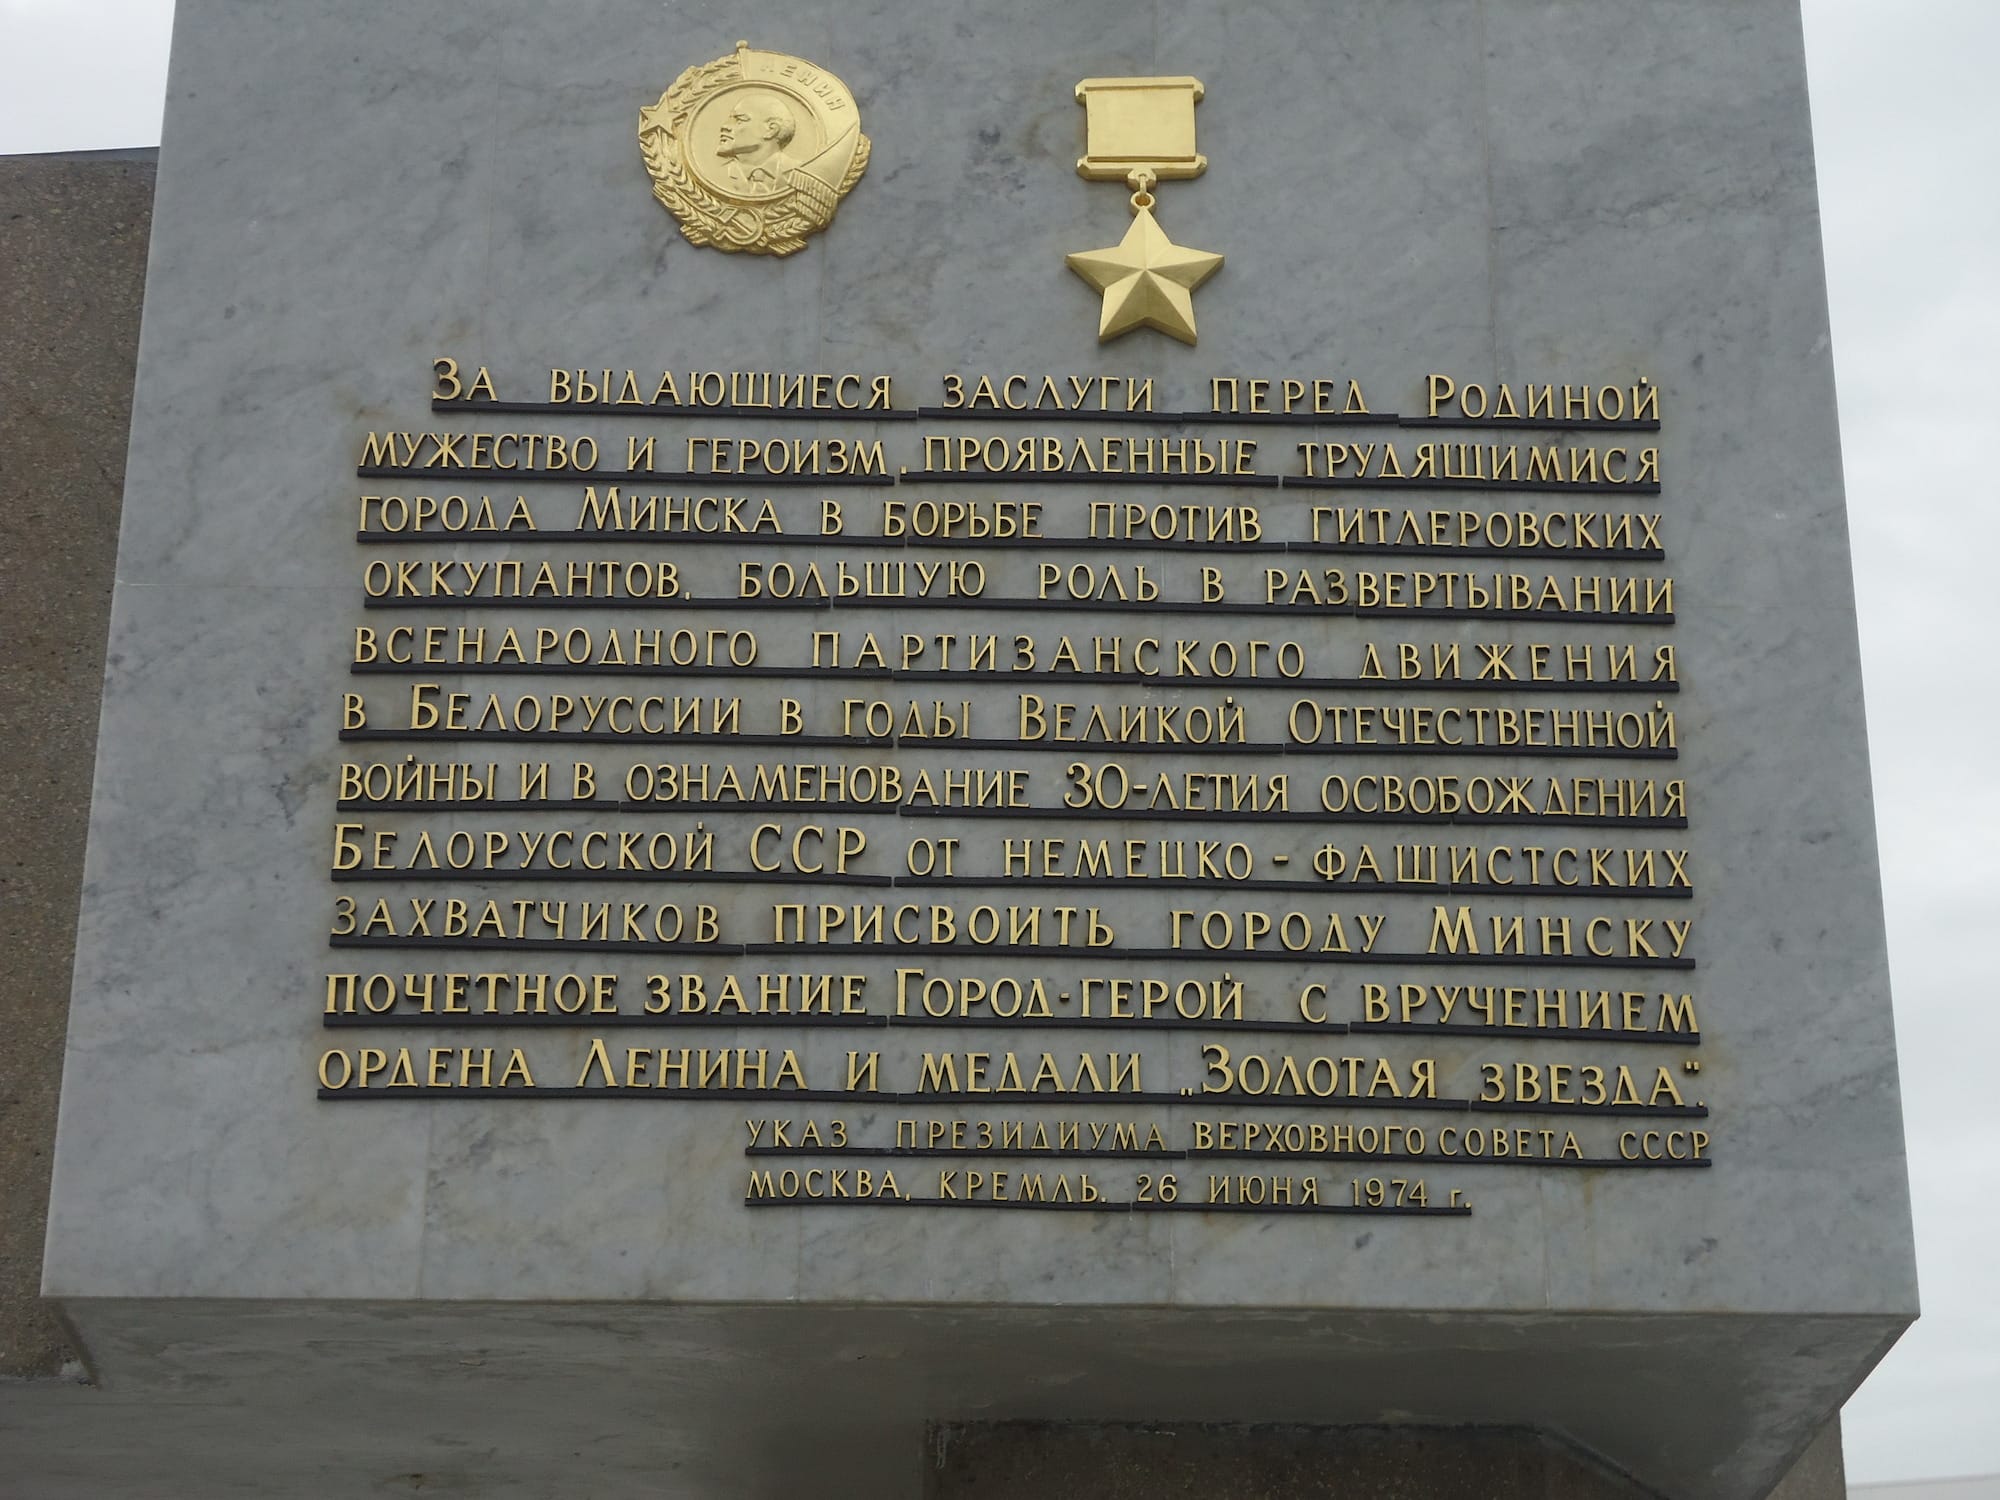 ЛЕНИН
За выдающиеся заслуги перед Родиной
мужество и героизм, проявленные трудящимися
города Минска в борьбе против гитлеровских
оккупантов, большую роль в развертывании
всенародного партизанского движения
в Белоруссии в годы Великой Отечественной
войны и в ознаменование 30-летия освобождения
Белорусской ССР от немецко-фашистских
захватчиков присвоить городу Минску
почетное звание Город-герой с вручением
ордена Ленина и медали „Золотая звезда".
УКАЗ ПРЕЗИДИУМА ВЕРХОВНОГО СОВЕТА СССР
МОСКВА, КРЕМЛЬ. 26 ИЮНЯ 1974 г.